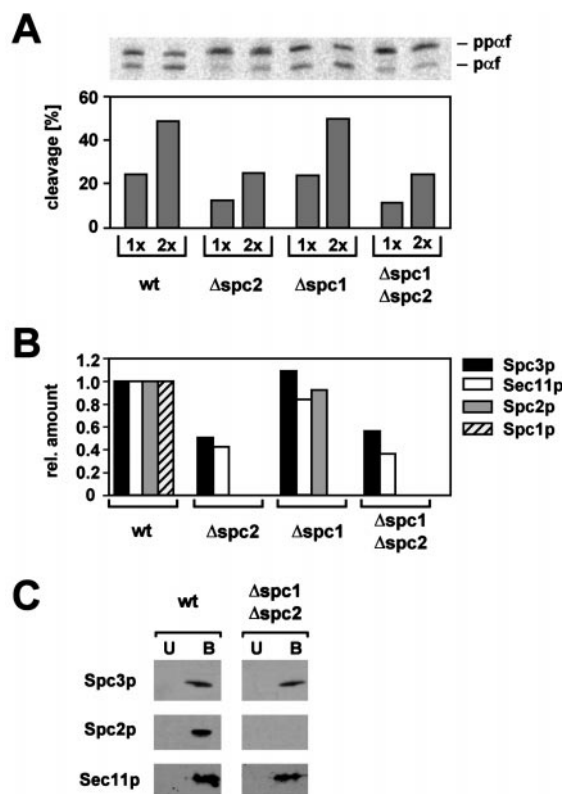 A
ppαf
pαf
60
40
20
0
cleavage [%]
1x 2x 1x 2x 1x 2x 1x 2x
wt Δspc2 Δspc1 Δspc1
Δspc2
B
1.2
1.0
0.8
0.6
0.4
0.2
0
rel. amount
Spc3p
Sec11p
Spc2p
Spc1p
wt Δspc2 Δspc1 Δspc1
Δspc2
C
wt Δspc1
Δspc2
U B U B
Spc3p
Spc2p
Sec11p